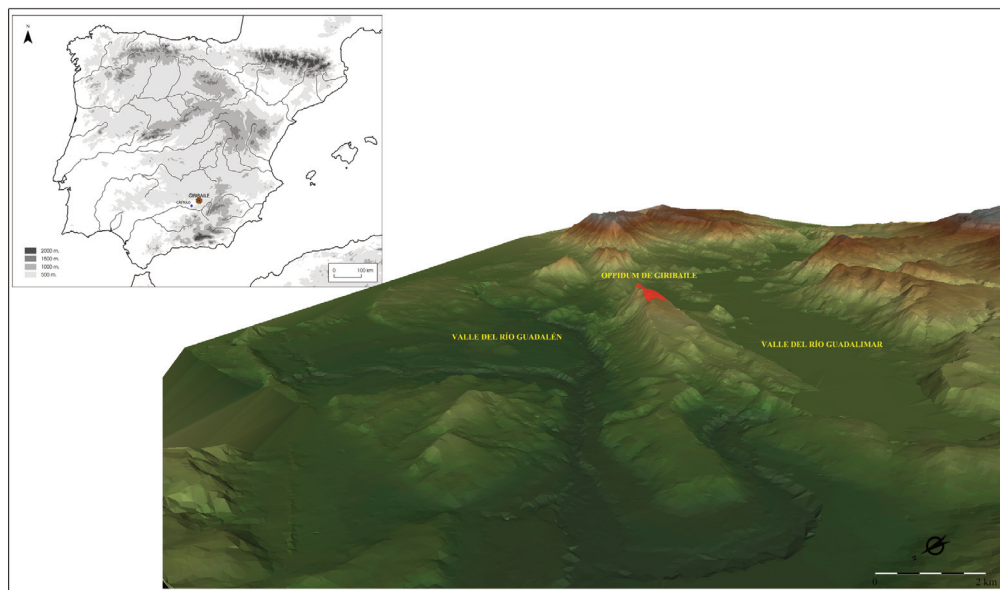 N
GIRIBAILE
CASTULO
2000 m.
1500 m.
1000 m.
500 m.
0 100 km
OPPIDUM DE GIRIBAILE
VALLE DEL RÍO GUADALÉN
VALLE DEL RÍO GUADALIMAR
N
0 2 km